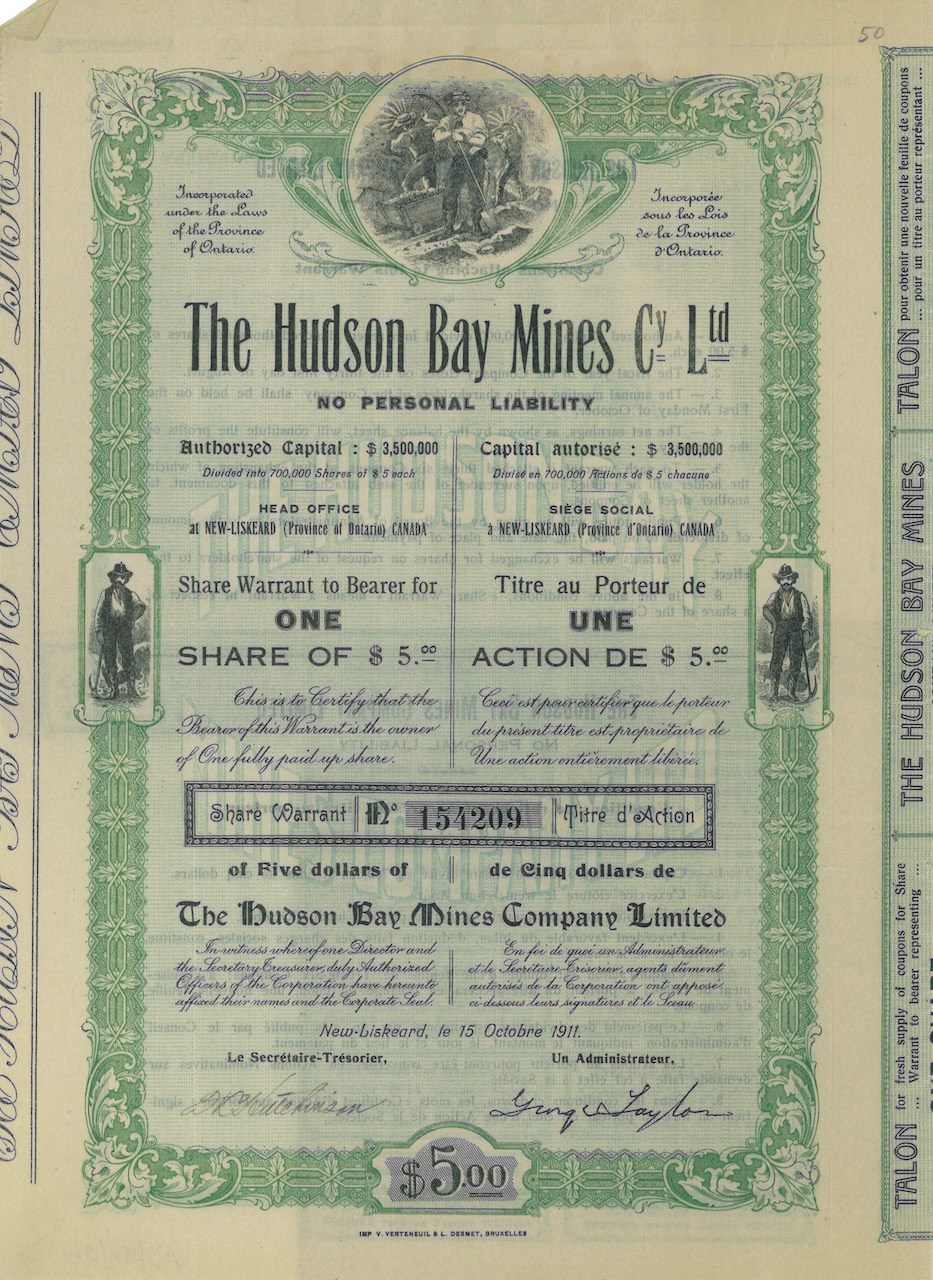 50
Incorporated
under the Laws
of the Province
of Ontario.
Incorporée
sous les Lois
de la Province
d'Ontario.
The Hudson Bay Mines Cy Ltd
NO PERSONAL LIABILITY
Authorized Capital : $ 3,500,000
Divided into 700,000 Shares of $ 5 each
HEAD OFFICE
at NEW-LISKEARD (Province of Ontario) CANADA
Share Warrant to Bearer for
ONE
SHARE OF $ 5.00
This is to Certify that the
Bearer of this Warrant is the owner
of One fully paid up share.
Capital autorisé : $ 3,500,000
Divisé en 700,000 Actions de $ 5 chacune
SIÈGE SOCIAL
à NEW-LISKEARD (Province d'Ontario) CANADA
Titre au Porteur de
UNE
ACTION DE $ 5.00
Ceci est pour certifier que le porteur
du présent titre est propriétaire de
Une action entièrement libérée.
Share Warrant No 154209 Titre d'Action
of Five dollars of
de Cinq dollars de
The Hudson Bay Mines Company Limited
In witness whereof one Director and
the Secretary Treasurer, duly Authorized
Officers of the Corporation have hereunto
affixed their names and the Corporate Seal.
En foi de quoi un Administrateur
et le Secrétaire-Trésorier, agents dûment
autorisés de la Corporation ont apposé
ci-dessous leurs signatures et le Sceau.
New-Liskeard, le 15 Octobre 1911.
Le Secrétaire-Trésorier,
Un Administrateur,
Hutchison
George Taylor
$5.00
IMP V. VERTENEUIL & L. DESMET, BRUXELLES
TALON pour obtenir une nouvelle feuille de coupons
... pour un titre au porteur représentant ...
THE HUDSON BAY MINES
TALON for fresh supply of coupons for Share
... Warrant to bearer representing ...